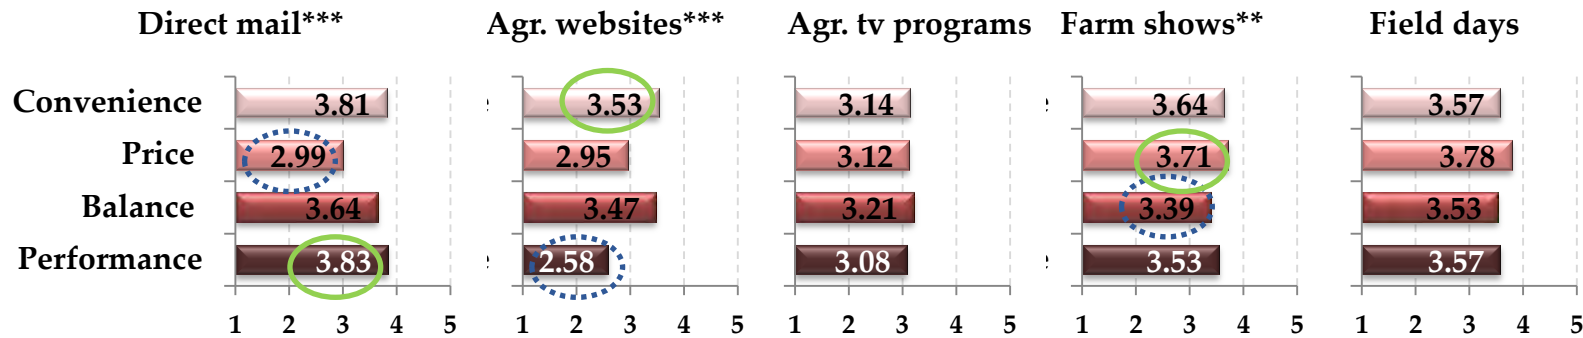 Direct mail*** Agr. websites*** Agr. tv programs Farm shows** Field days
Convenience 3.81 3.53 3.14 3.64 3.57
Price 2.99 2.95 3.12 3.71 3.78
Balance 3.64 3.47 3.21 3.39 3.53
Performance 3.83 2.58 3.08 3.53 3.57
1 2 3 4 5 1 2 3 4 5 1 2 3 4 5 1 2 3 4 5 1 2 3 4 5